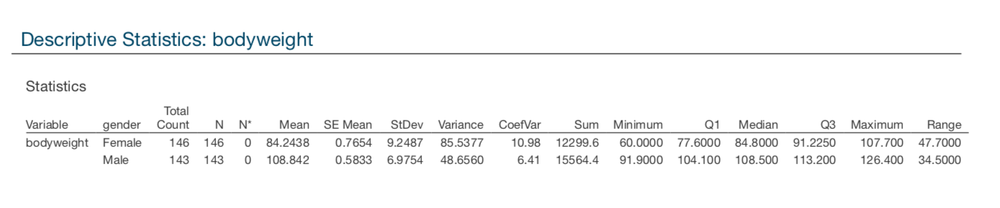 Descriptive Statistics: bodyweight
Statistics
Total
Variable gender Count N N* Mean SE Mean StDev Variance CoefVar Sum Minimum Q1 Median Q3 Maximum Range
bodyweight Female 146 146 0 84.2438 0.7654 9.2487 85.5377 10.98 12299.6 60.0000 77.6000 84.8000 91.2250 107.700 47.7000
Male 143 143 0 108.842 0.5833 6.9754 48.6560 6.41 15564.4 91.9000 104.100 108.500 113.200 126.400 34.5000